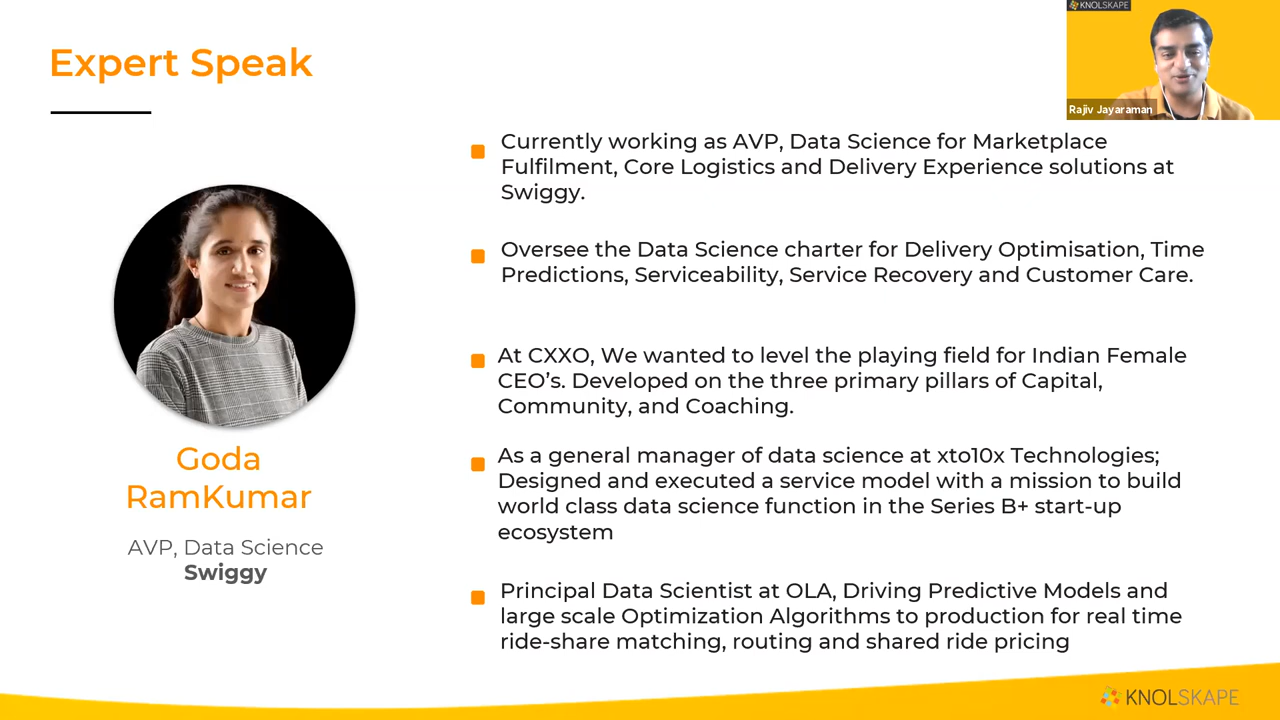 KNOLSKAPE
Expert Speak
Rajiv Jayaraman
Currently working as AVP, Data Science for Marketplace
Fulfilment, Core Logistics and Delivery Experience solutions at
Swiggy.
Oversee the Data Science charter for Delivery Optimisation, Time
Predictions, Serviceability, Service Recovery and Customer Care.
At CXXO, We wanted to level the playing field for Indian Female
CEO’s. Developed on the three primary pillars of Capital,
Community, and Coaching.
Goda
RamKumar
AVP, Data Science
Swiggy
As a general manager of data science at xto10x Technologies;
Designed and executed a service model with a mission to build
world class data science function in the Series B+ start-up
ecosystem
Principal Data Scientist at OLA, Driving Predictive Models and
large scale Optimization Algorithms to production for real time
ride-share matching, routing and shared ride pricing
KNOLSKAPE